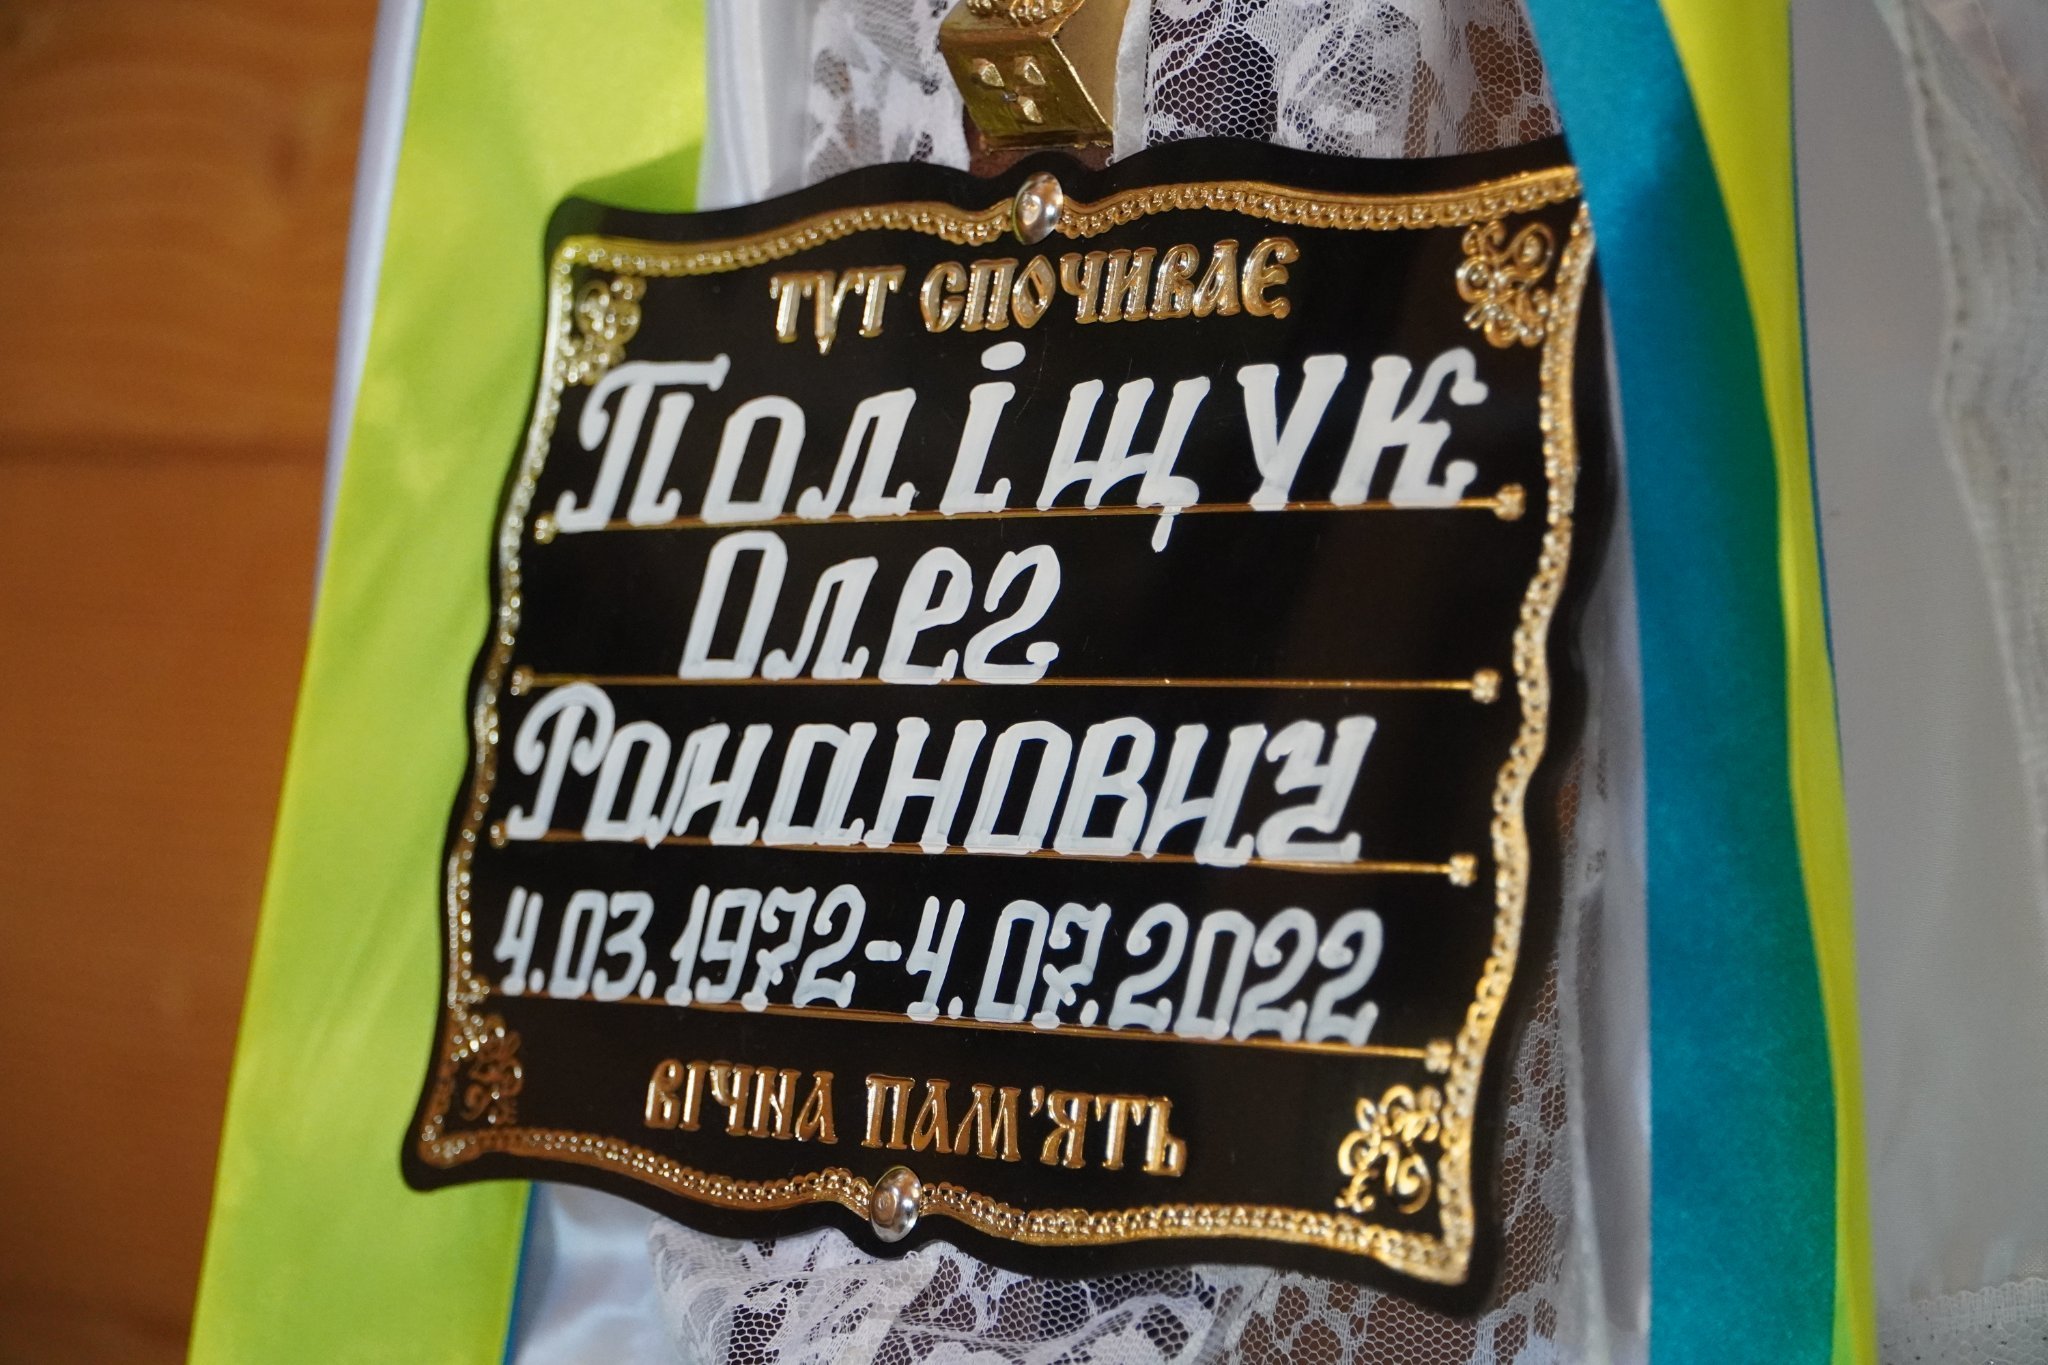 ТУТ СПОЧИВАЄ
Поліщук
Олег
Романович
4.03.1972-4.07.2022
ВІЧНА ПАМ'ЯТЬ